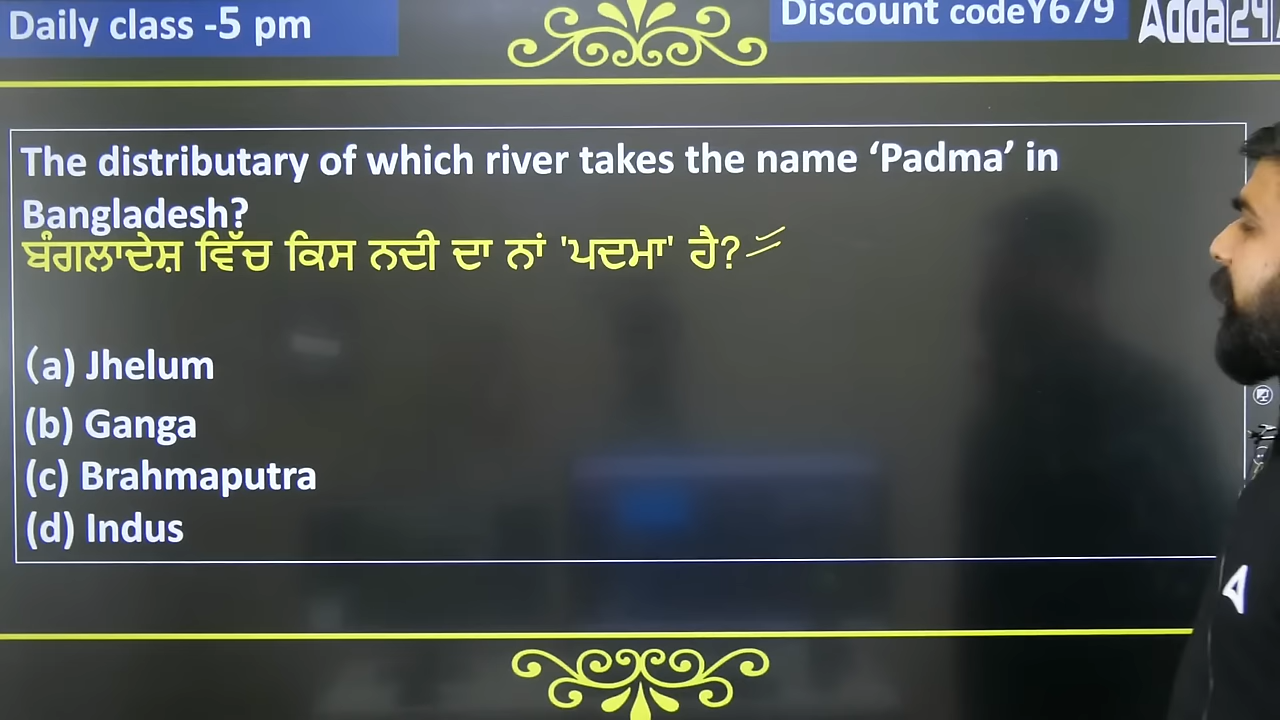 Daily class -5 pm
Discount codeY679
Adda24
The distributary of which river takes the name ‘Padma’ in
Bangladesh?
ਬੰਗਲਾਦੇਸ਼ ਵਿੱਚ ਕਿਸ ਨਦੀ ਦਾ ਨਾਂ 'ਪਦਮਾ' ਹੈ?
(a) Jhelum
(b) Ganga
(c) Brahmaputra
(d) Indus